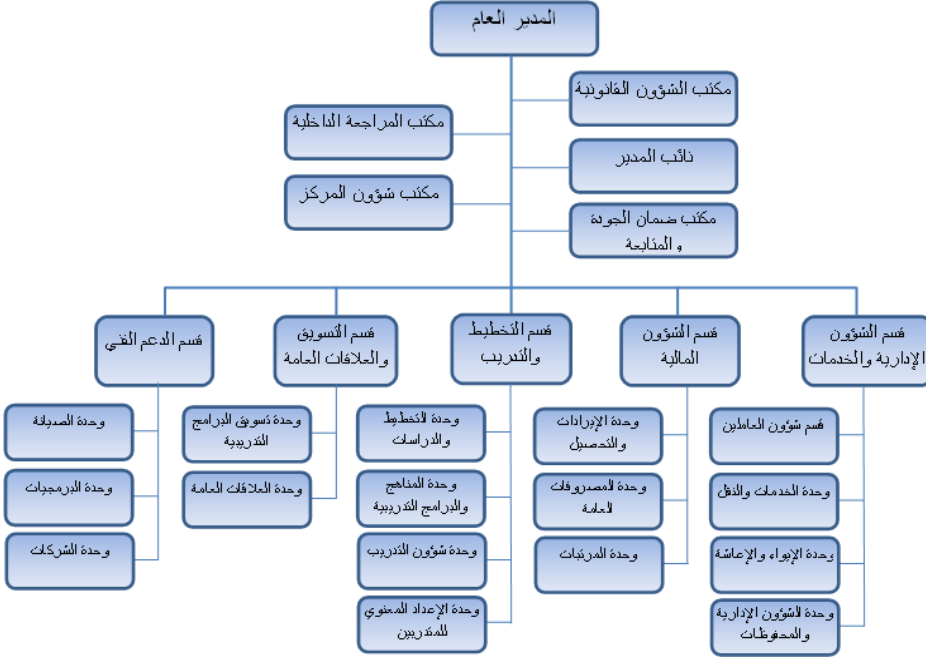 المدير العام
مكتب الشؤون القانونية
مكتب المراجعة الداخلية
نائب المدير
مكتب شؤون المركز
مكتب ضمان الجودة
والمتابعة
قسم الشؤون
الإدارية والخدمات
قسم الشؤون
المالية
قسم التخطيط
والتدريب
قسم التسويق
والعلاقات العامة
قسم الدعم الفني
قسم شؤون العاملين
وحدة الخدمات والنقل
وحدة الإيواء والإعاشة
وحدة الشؤون الإدارية
والمحفوظات
وحدة الإيرادات
والتحصيل
وحدة المصروفات
العامة
وحدة المرتبات
وحدة التخطيط
والدراسات
وحدة المناهج
والبرامج التدريبية
وحدة شؤون التدريب
وحدة الإعداد المعنوي
للمتدربين
وحدة تسويق البرامج
التدريبية
وحدة العلاقات العامة
وحدة الصيانة
وحدة البرمجيات
وحدة الشركات